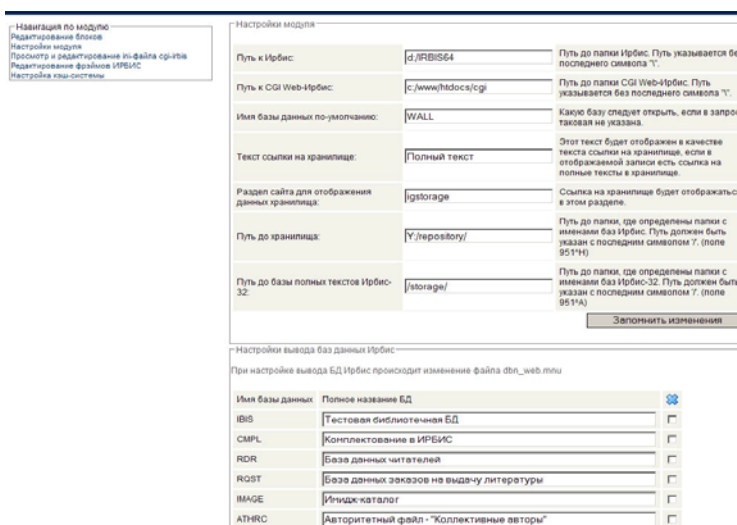 Навигация по модулю
Редактирование блоков
Настройки модуля
Просмотр и редактирование ini-файла cgi-irbis
Редактирование фреймов ИРБИС
Настройка кэш-системы
Настройки модуля
Путь к Ирбис:
d:/IRBIS64
Путь до папки Ирбис. Путь указывается бе
последнего символа "\".
Путь к CGI Web-Ирбис:
c:/www/htdocs/cgi
Путь до папки CGI Web-Ирбис. Путь
указывается без последнего символа "\".
Имя базы данных по-умолчанию:
WALL
Какую базу следует открыть, если в запрос
таковая не указана.
Текст ссылки на хранилище:
Полный текст
Этот текст будет отображен в качестве
текста ссылки на хранилище, если в
отображаемой записи есть ссылка на
полные тексты в хранилище.
Раздел сайта для отображения
данных хранилища:
igstorage
Ссылка на хранилище будет отображатьс
в этом разделе.
Путь до хранилища:
Y:/repository/
Путь до папки, где определены папки с
именами баз Ирбис. Путь должен быть
указан с последним символом '/'. (поле
951^H)
Путь до базы полных текстов Ирбис-
32:
/storage/
Путь до папки, где определены папки с
именами баз Ирбис-32. Путь должен быть
указан с последним символом '/'. (поле
951^A)
Запомнить изменения
Настройки вывода баз данных Ирбис
При настройке вывода БД Ирбис происходит изменение файла dbn_web.mnu
Имя базы данных Полное название БД
IBIS Тестовая библиотечная БД
CMPL Комплектование в ИРБИС
RDR База данных читателей
RQST База данных заказов на выдачу литературы
IMAGE Имидж-каталог
ATHRC Авторитетный файл - "Коллективные авторы"